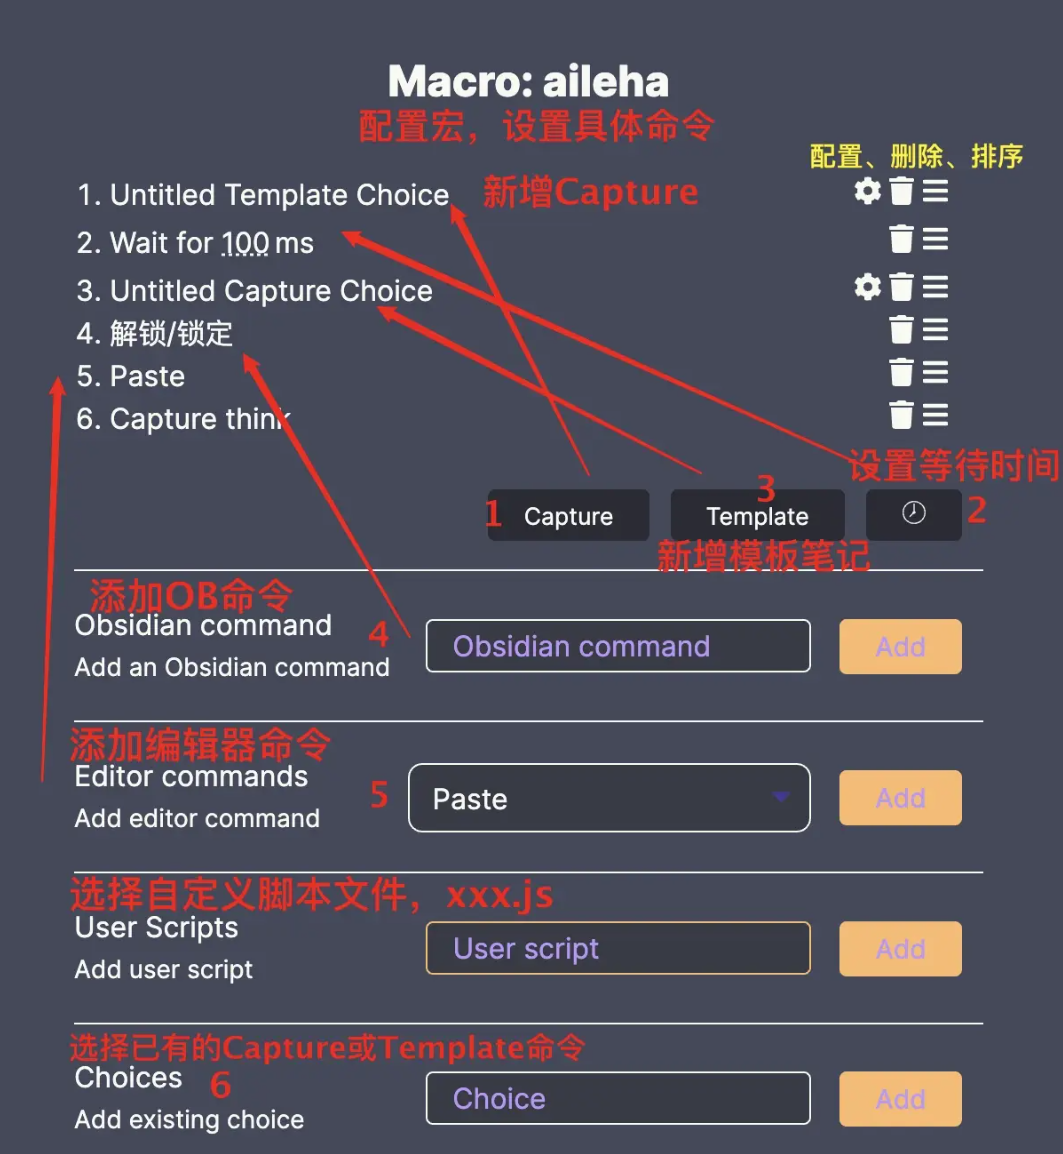 Macro: aileha
配置宏，设置具体命令
配置、删除、排序
1. Untitled Template Choice
新增Capture
2. Wait for 100 ms
3. Untitled Capture Choice
4. 解锁/锁定
5. Paste
6. Capture think
设置等待时间
1 Capture
3
Template
2
新增模板笔记
添加OB命令
Obsidian command
4
Obsidian command
Add
Add an Obsidian command
添加编辑器命令
Editor commands
5
Paste
Add
Add editor command
选择自定义脚本文件，xxx.js
User Scripts
User script
Add
Add user script
选择已有的Capture或Template命令
Choices
6
Choice
Add
Add existing choice